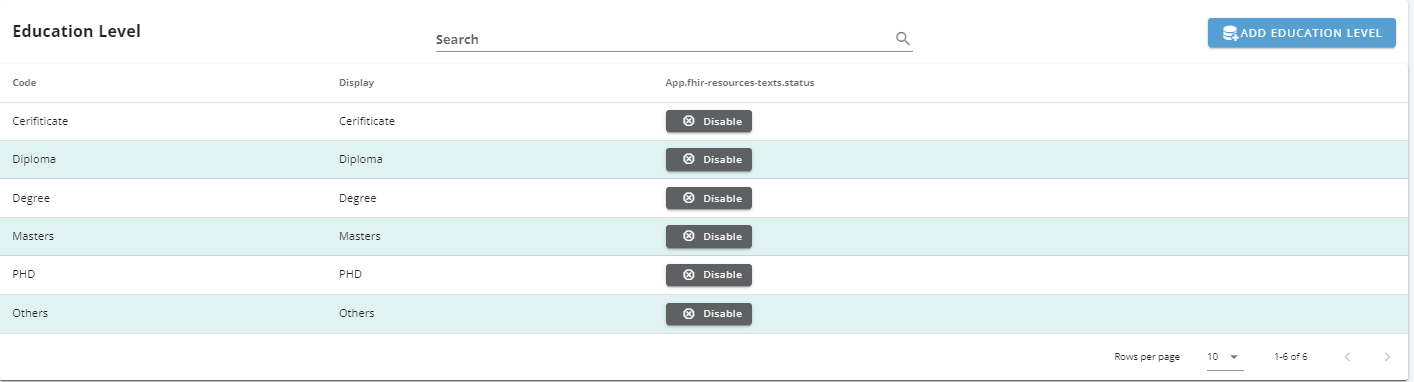 Education Level
Search
ADD EDUCATION LEVEL
Code Display App.fhir-resources-texts.status
Cerifiticate Cerifiticate Disable
Diploma Diploma Disable
Degree Degree Disable
Masters Masters Disable
PHD PHD Disable
Others Others Disable
Rows per page 10 1-6 of 6